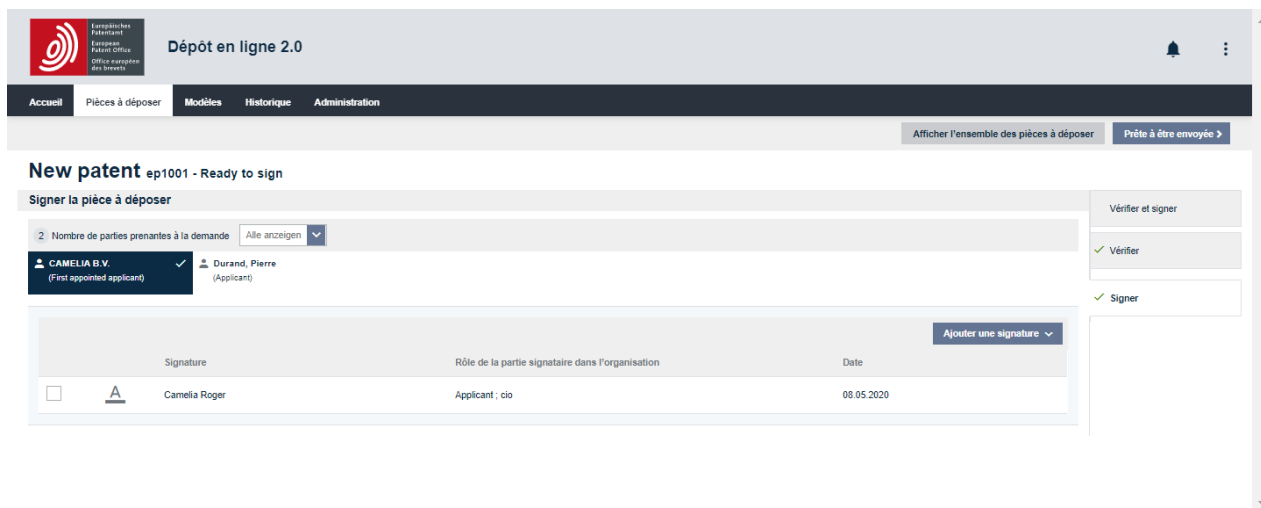 Europäisches
Patentamt
European
Patent Office
Office européen
des brevets
Dépôt en ligne 2.0
Accueil Pièces à déposer Modèles Historique Administration
Afficher l'ensemble des pièces à déposer Prête à être envoyée
New patent ep1001 - Ready to sign
Signer la pièce à déposer
Vérifier et signer
2 Nombre de parties prenantes à la demande Alle anzeigen
Vérifier
CAMELIA B.V. Durand, Pierre
(First appointed applicant) (Applicant)
Signer
Ajouter une signature
Signature Rôle de la partie signataire dans l'organisation Date
A Camelia Roger Applicant ; cio 08.05.2020